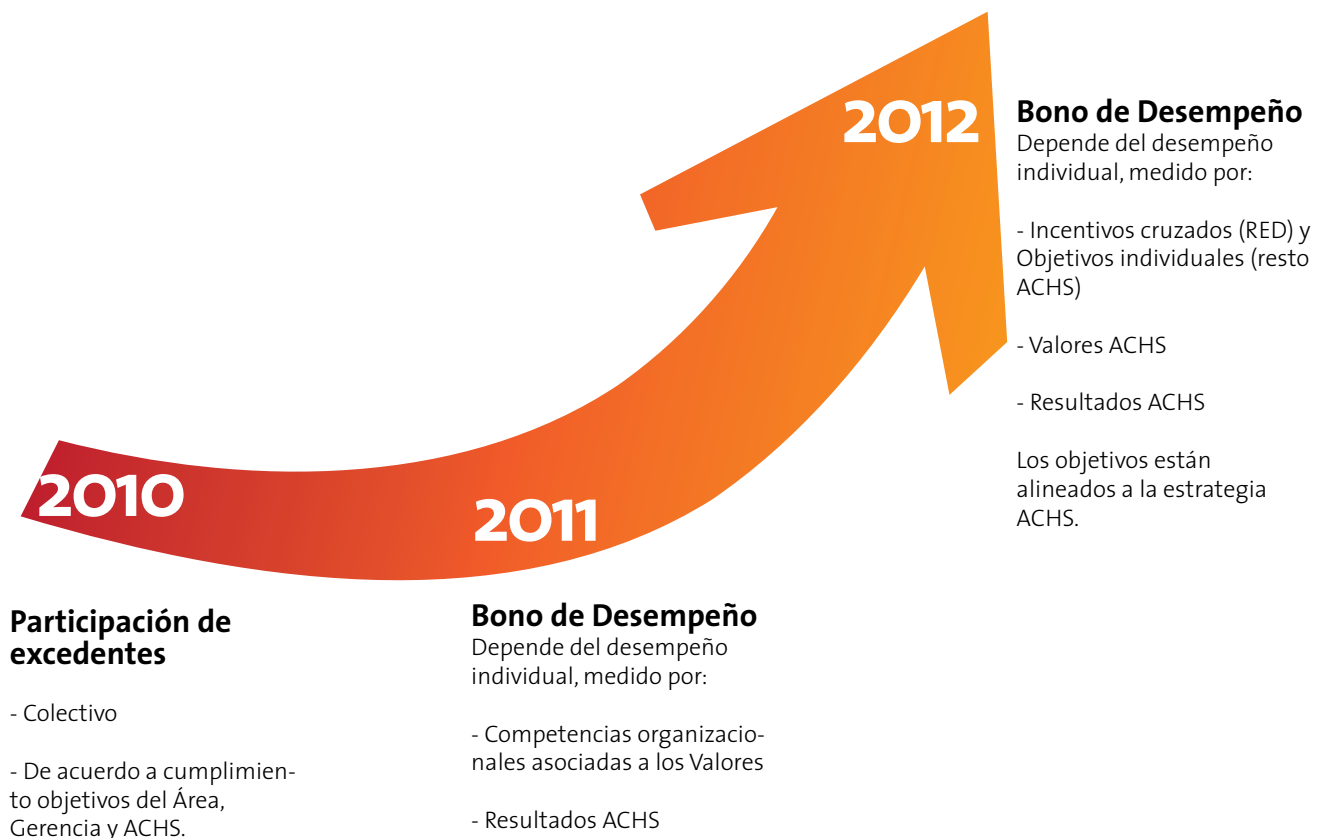 2010
Participación de
excedentes
- Colectivo
- De acuerdo a cumplimien-
to objetivos del Área,
Gerencia y ACHS.
2011
Bono de Desempeño
Depende del desempeño
individual, medido por:
- Competencias organizacio-
nales asociadas a los Valores
- Resultados ACHS
2012
Bono de Desempeño
Depende del desempeño
individual, medido por:
- Incentivos cruzados (RED) y
Objetivos individuales (resto
ACHS)
- Valores ACHS
- Resultados ACHS
Los objetivos están
alineados a la estrategia
ACHS.